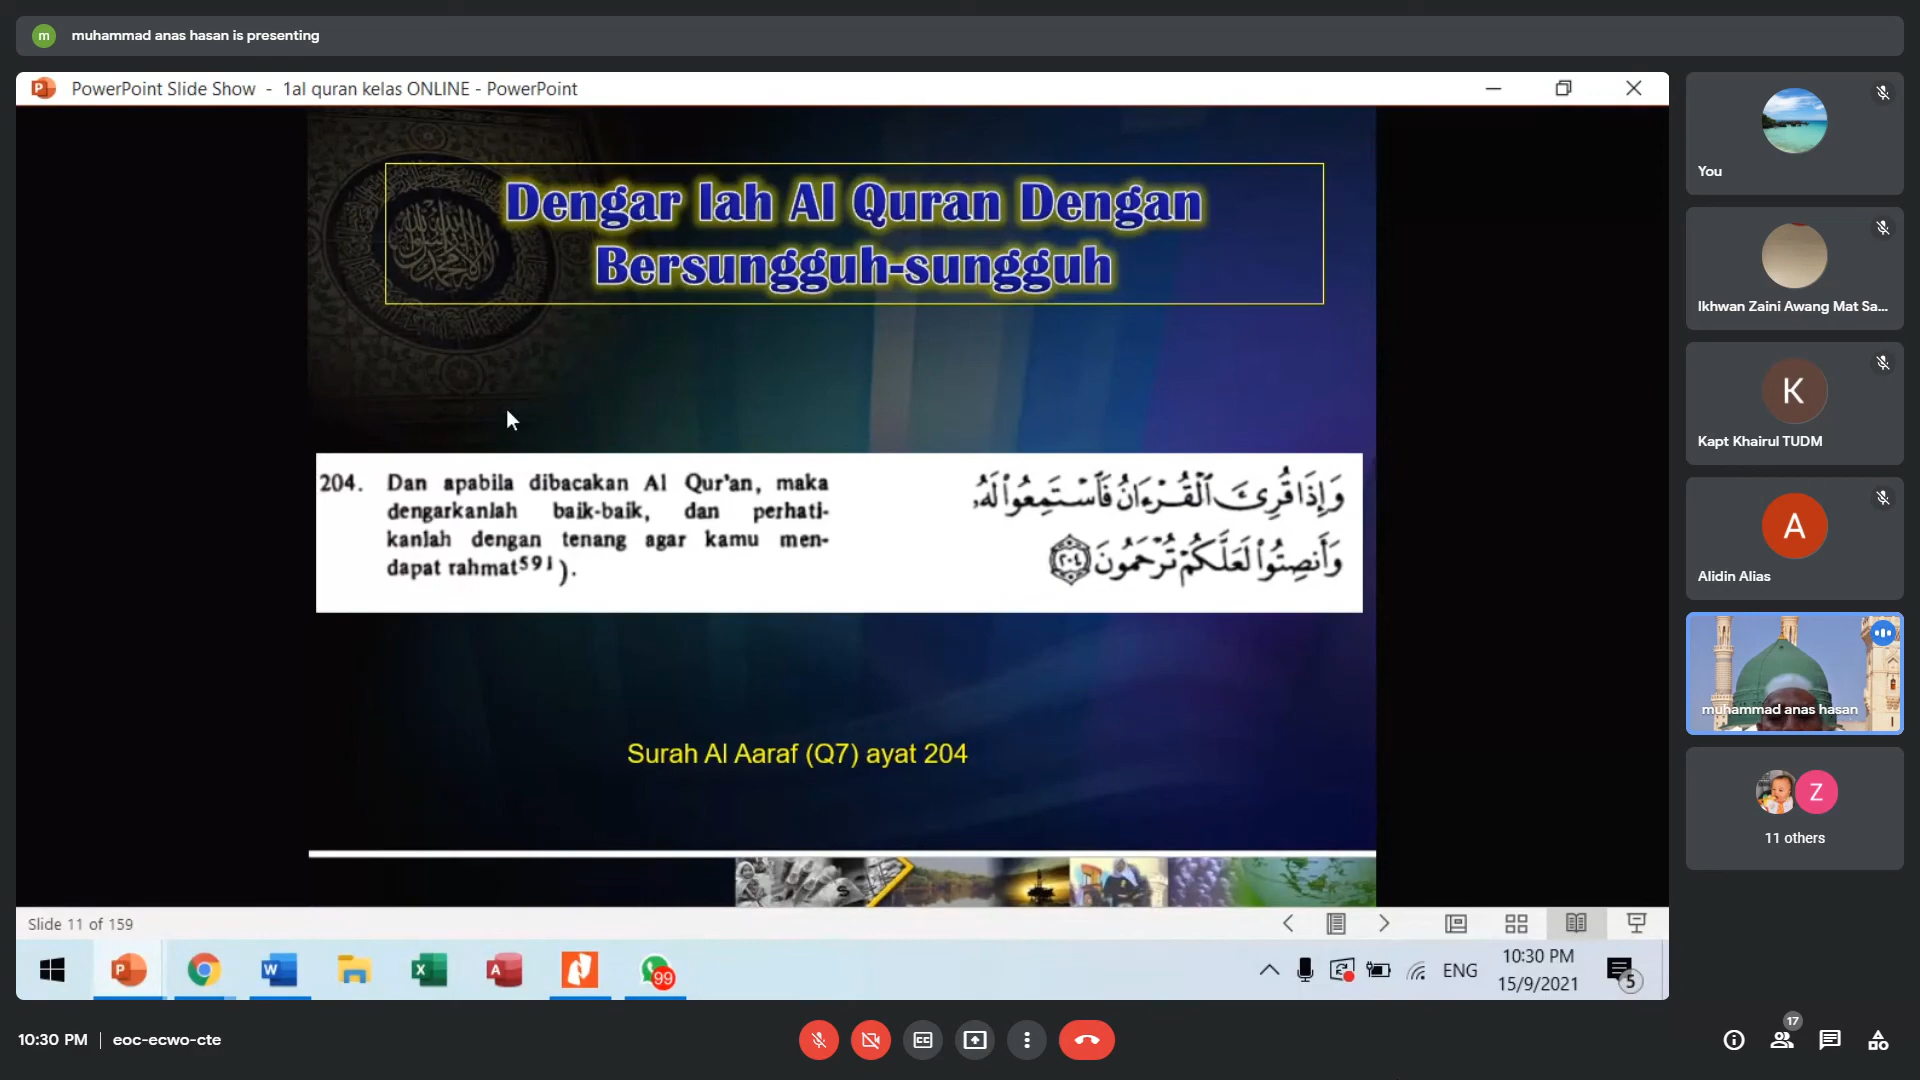 m muhammad anas hasan is presenting
PowerPoint Slide Show - 1al quran kelas ONLINE - PowerPoint
Dengar lah Al Quran Dengan
Bersungguh-sungguh
204. Dan apabila dibacakan Al Qur'an, maka
dengarkanlah baik-baik, dan perhati-
kanlah dengan tenang agar kamu men-
dapat rahmat591).
وَإِذَا قُرِئَ ٱلْقُرْءَانُ فَٱسْتَمِعُوا۟ لَهُۥ
وَأَنصِتُوا۟ لَعَلَّكُمْ تُرْحَمُونَ ٢٠٤
Surah Al Aaraf (Q7) ayat 204
Slide 11 of 159
99
ENG
10:30 PM
15/9/2021
5
You
Ikhwan Zaini Awang Mat Sa...
K
Kapt Khairul TUDM
A
Alidin Alias
muhammad anas hasan
Z
11 others
10:30 PM | eoc-ecwo-cte
17